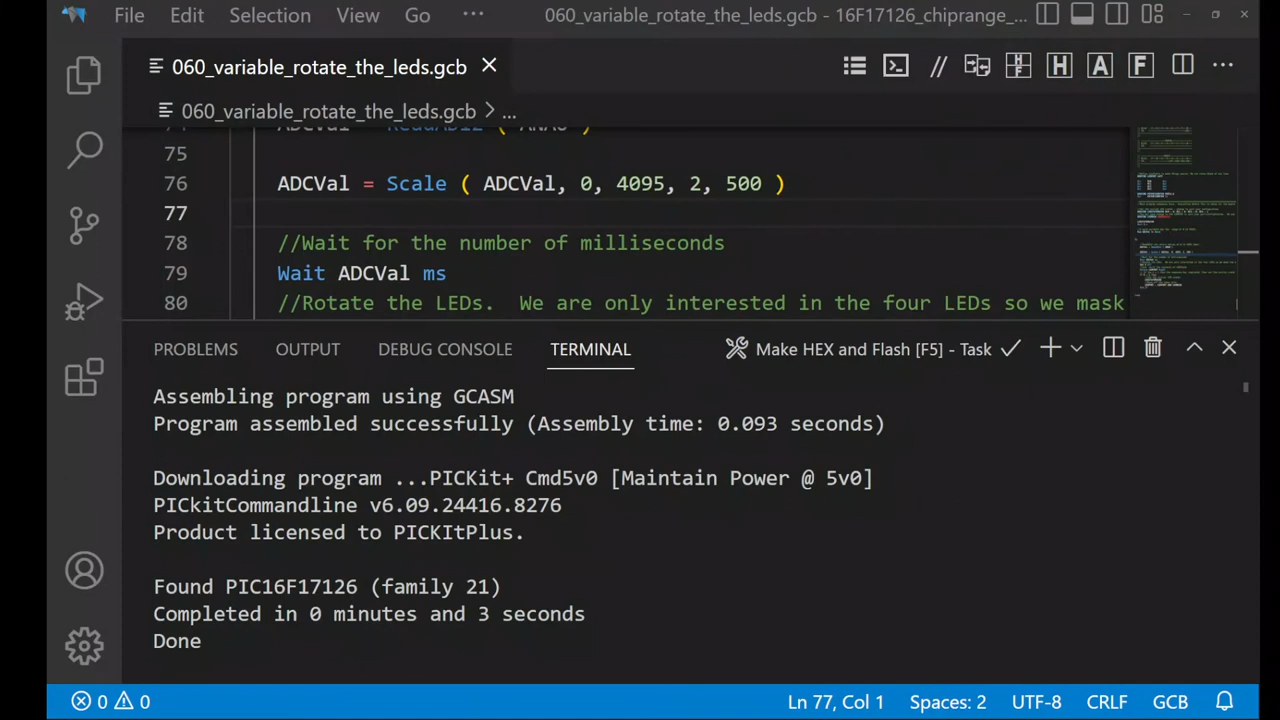 File Edit Selection View Go ··· 060_variable_rotate_the_leds.gcb - 16F17126_chiprange_...
060_variable_rotate_the_leds.gcb
060_variable_rotate_the_leds.gcb > ...
75
76 ADCVal = Scale ( ADCVal, 0, 4095, 2, 500 )
77
78 //Wait for the number of milliseconds
79 Wait ADCVal ms
80 //Rotate the LEDs.  We are only interested in the four LEDs so we mask
PROBLEMS OUTPUT DEBUG CONSOLE TERMINAL Make HEX and Flash [F5] - Task
Assembling program using GCASM
Program assembled successfully (Assembly time: 0.093 seconds)
Downloading program ...PICKit+ Cmd5v0 [Maintain Power @ 5v0]
PICkitCommandline v6.09.24416.8276
Product licensed to PICKItPlus.
Found PIC16F17126 (family 21)
Completed in 0 minutes and 3 seconds
Done
0 0 Ln 77, Col 1 Spaces: 2 UTF-8 CRLF GCB